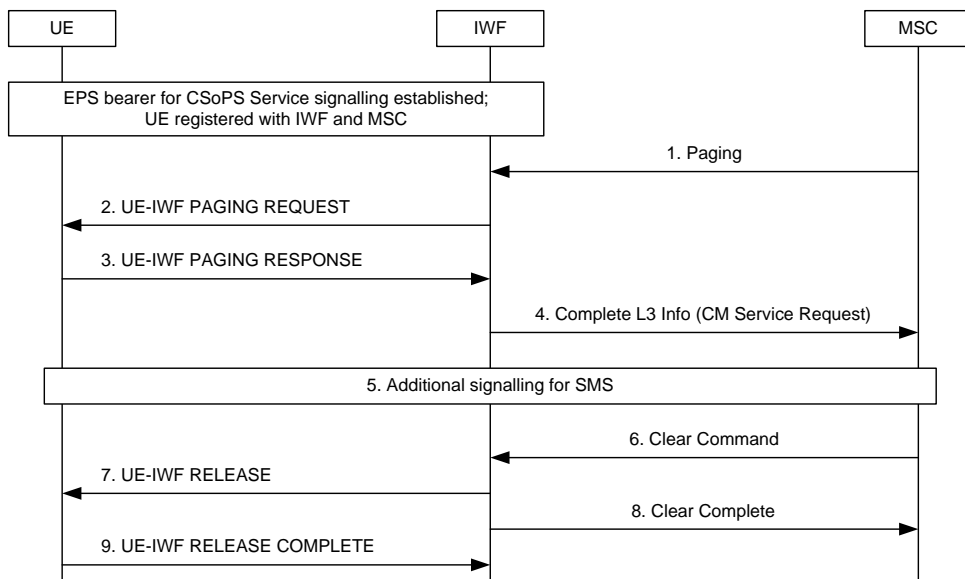 UE
IWF
MSC
EPS bearer for CSoPS Service signalling established;
UE registered with IWF and MSC
1. Paging
2. UE-IWF PAGING REQUEST
3. UE-IWF PAGING RESPONSE
4. Complete L3 Info (CM Service Request)
5. Additional signalling for SMS
6. Clear Command
7. UE-IWF RELEASE
8. Clear Complete
9. UE-IWF RELEASE COMPLETE